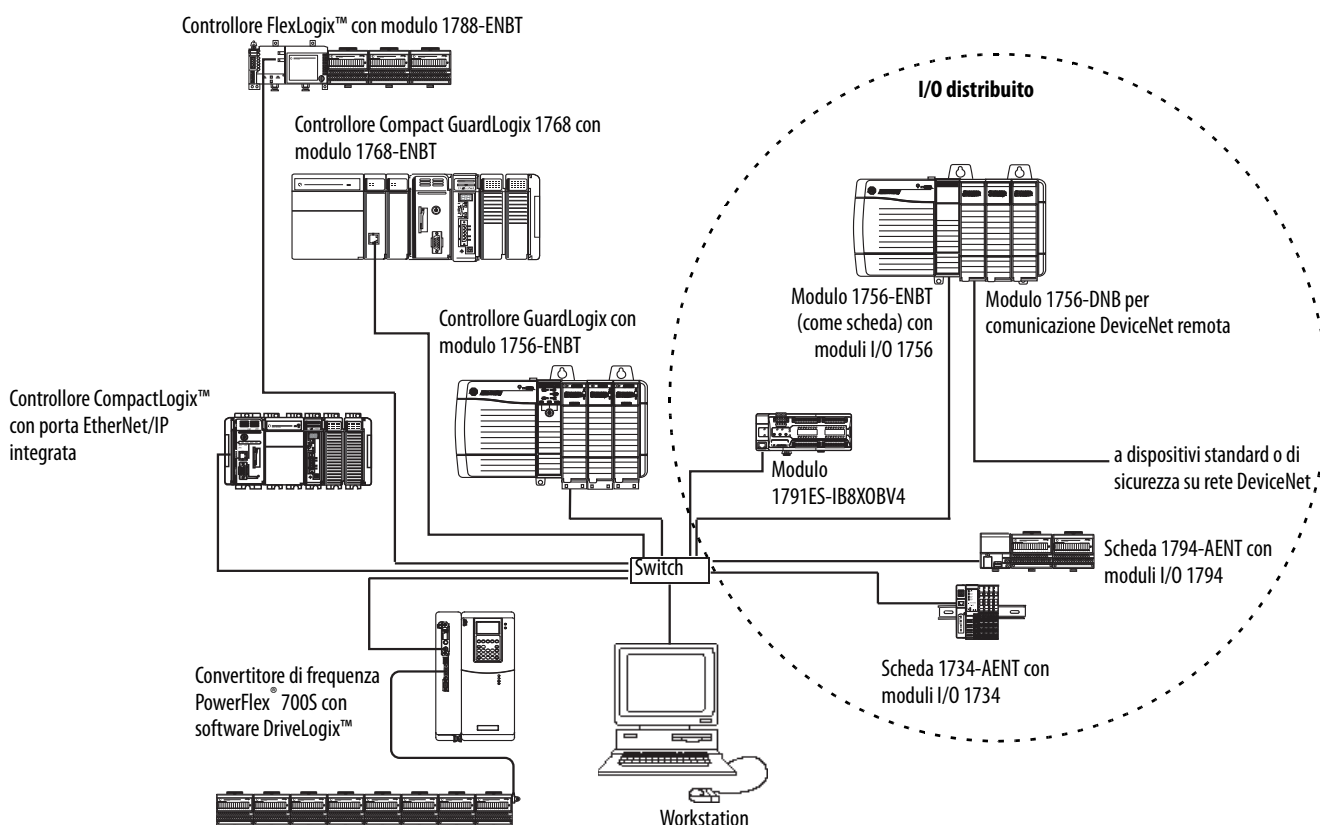 Controllore FlexLogix™ con modulo 1788-ENBT
I/O distribuito
Controllore Compact GuardLogix 1768 con
modulo 1768-ENBT
Modulo 1756-ENBT
(come scheda) con
moduli I/O 1756
Modulo 1756-DNB per
comunicazione DeviceNet remota
Controllore GuardLogix con
modulo 1756-ENBT
Controllore CompactLogix™
con porta EtherNet/IP
integrata
Modulo
1791ES-IB8XOBV4
a dispositivi standard o di
sicurezza su rete DeviceNet
Switch
Scheda 1794-AENT con
moduli I/O 1794
Scheda 1734-AENT con
moduli I/O 1734
Convertitore di frequenza
PowerFlex® 700S con
software DriveLogix™
Workstation